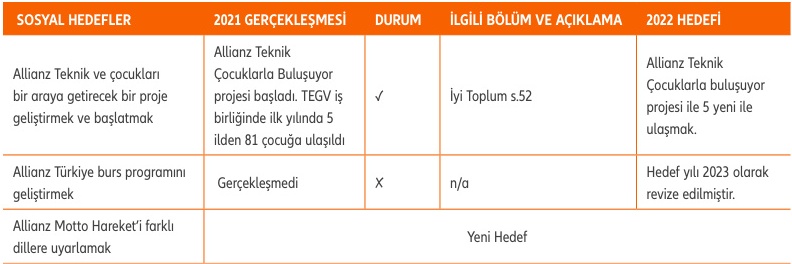 SOSYAL HEDEFLER
2021 GERÇEKLEŞMESİ
DURUM
İLGİLİ BÖLÜM VE AÇIKLAMA
2022 HEDEFİ
Allianz Teknik ve çocukları
bir araya getirecek bir proje
geliştirmek ve başlatmak
Allianz Teknik
Çocuklarla Buluşuyor
projesi başladı. TEGV iş
birliğinde ilk yılında 5
ilden 81 çocuğa ulaşıldı
√
İyi Toplum s.52
Allianz Teknik
Çocuklarla buluşuyor
projesi ile 5 yeni ile
ulaşmak.
Allianz Türkiye burs programını
geliştirmek
Gerçekleşmedi
X
n/a
Hedef yılı 2023 olarak
revize edilmiştir.
Allianz Motto Hareket’i farklı
dillere uyarlamak
Yeni Hedef